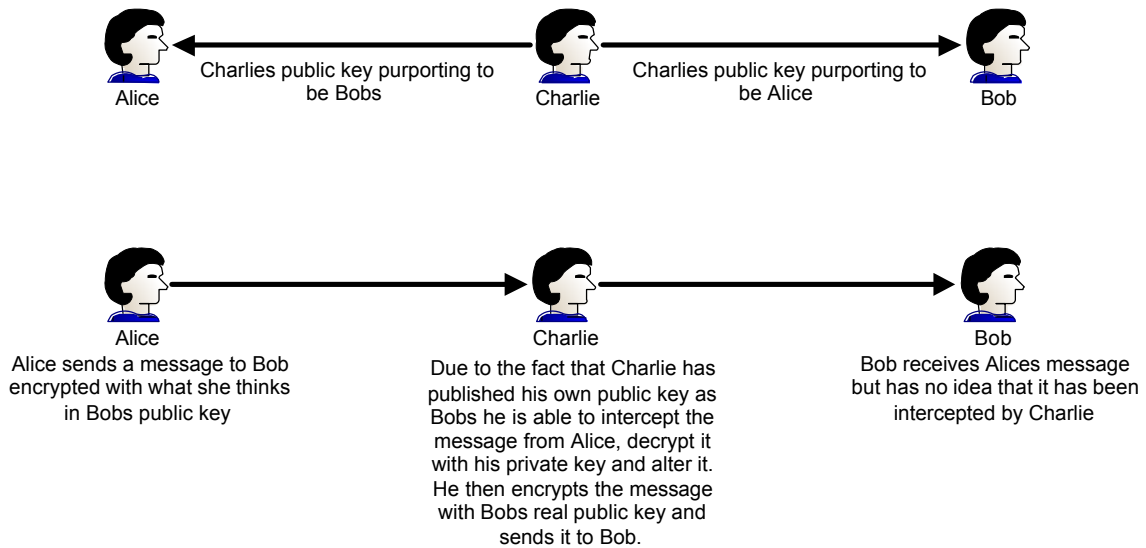 Charlies public key purporting to
be Bobs
Charlies public key purporting to
be Alice
Alice
Charlie
Bob
Alice
Alice sends a message to Bob
encrypted with what she thinks
in Bobs public key
Charlie
Due to the fact that Charlie has
published his own public key as
Bobs he is able to intercept the
message from Alice, decrypt it
with his private key and alter it.
He then encrypts the message
with Bobs real public key and
sends it to Bob.
Bob
Bob receives Alices message
but has no idea that it has been
intercepted by Charlie